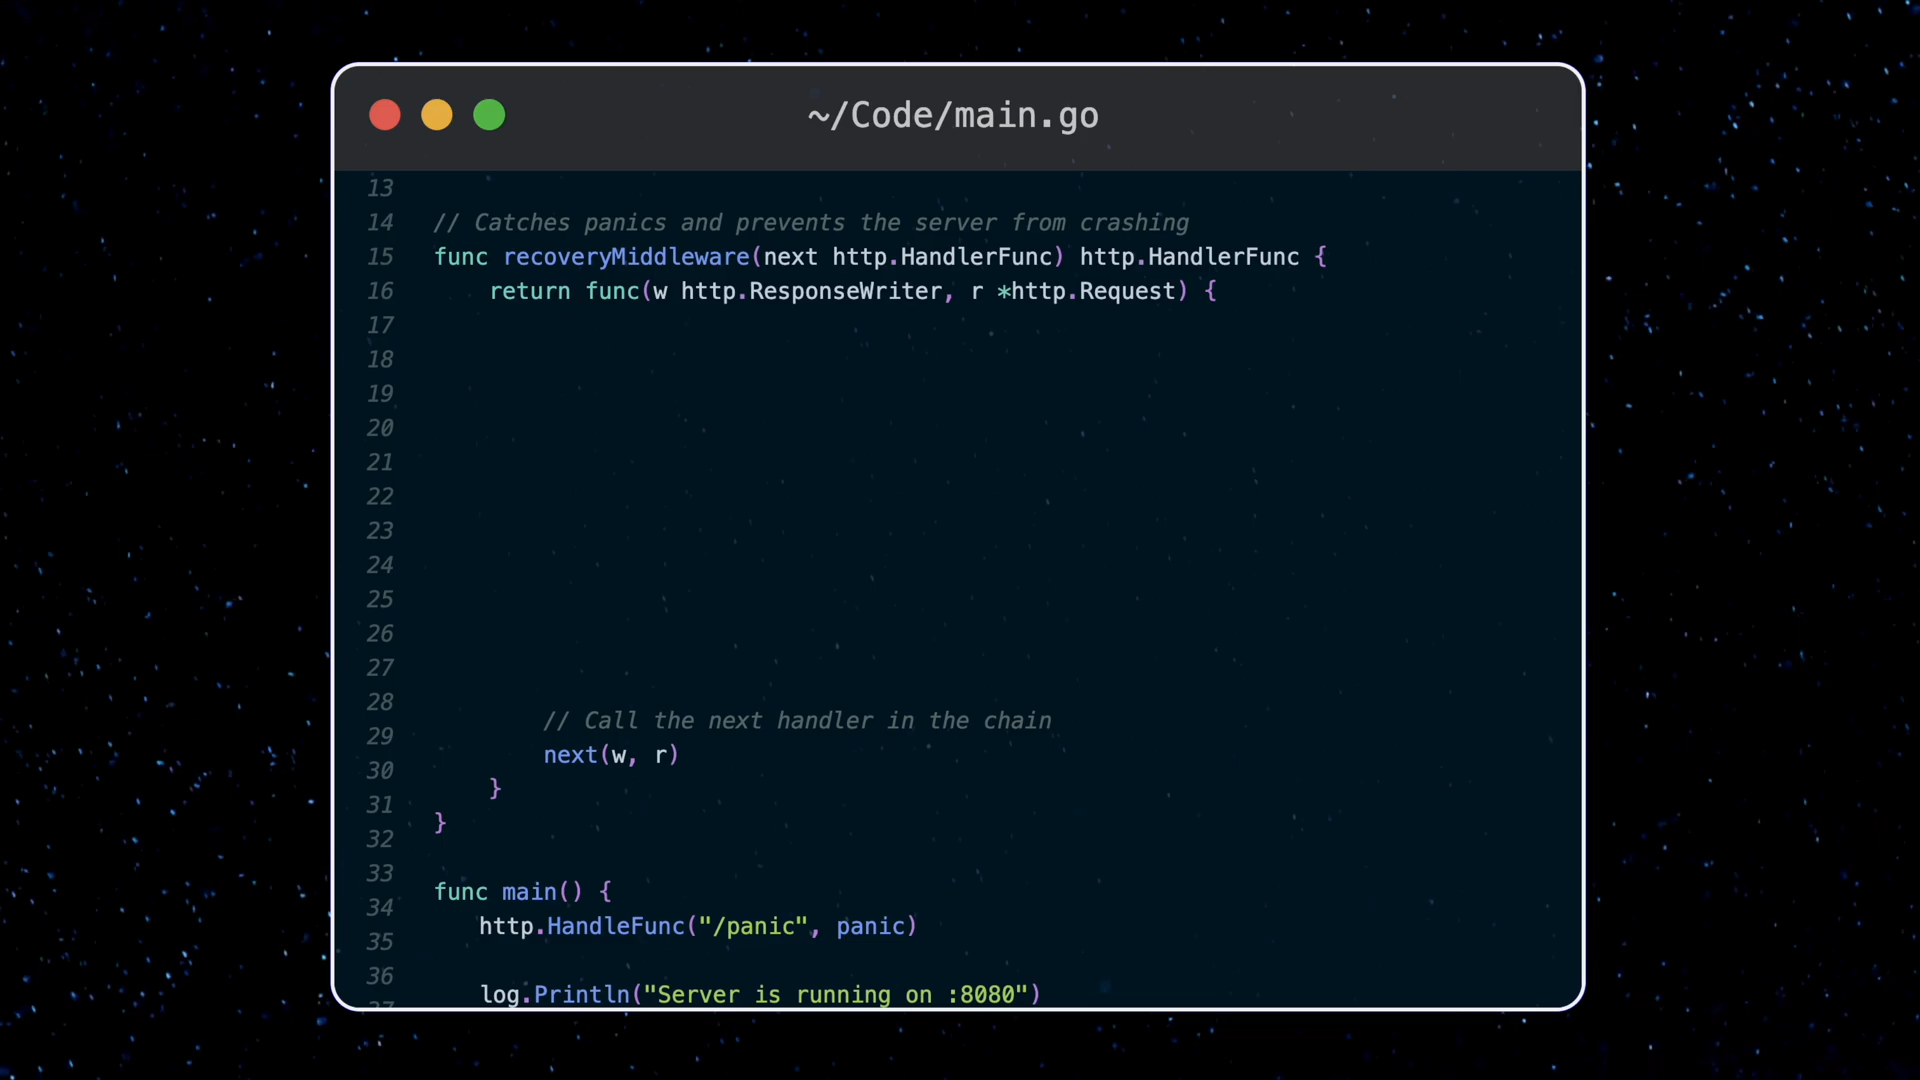 ~/Code/main.go
13
14 // Catches panics and prevents the server from crashing
15 func recoveryMiddleware(next http.HandlerFunc) http.HandlerFunc {
16 return func(w http.ResponseWriter, r *http.Request) {
17
18
19
20
21
22
23
24
25
26
27
28 // Call the next handler in the chain
29 next(w, r)
30 }
31 }
32
33 func main() {
34 http.HandleFunc("/panic", panic)
35
36 log.Println("Server is running on :8080")
37